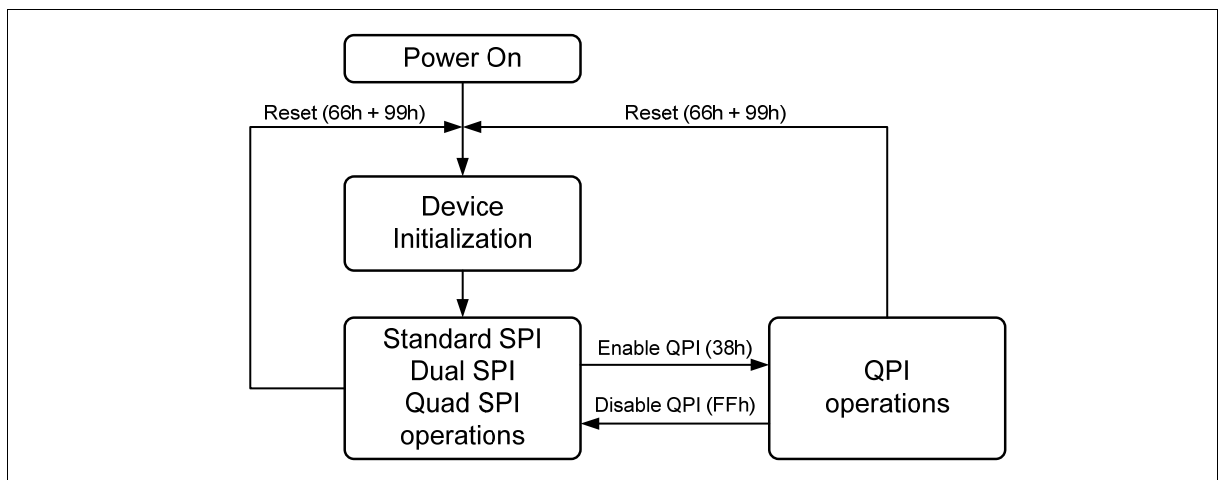 Power On
Reset (66h + 99h)
Reset (66h + 99h)
Device
Initialization
Standard SPI
Dual SPI
Quad SPI
operations
Enable QPI (38h)
Disable QPI (FFh)
QPI
operations